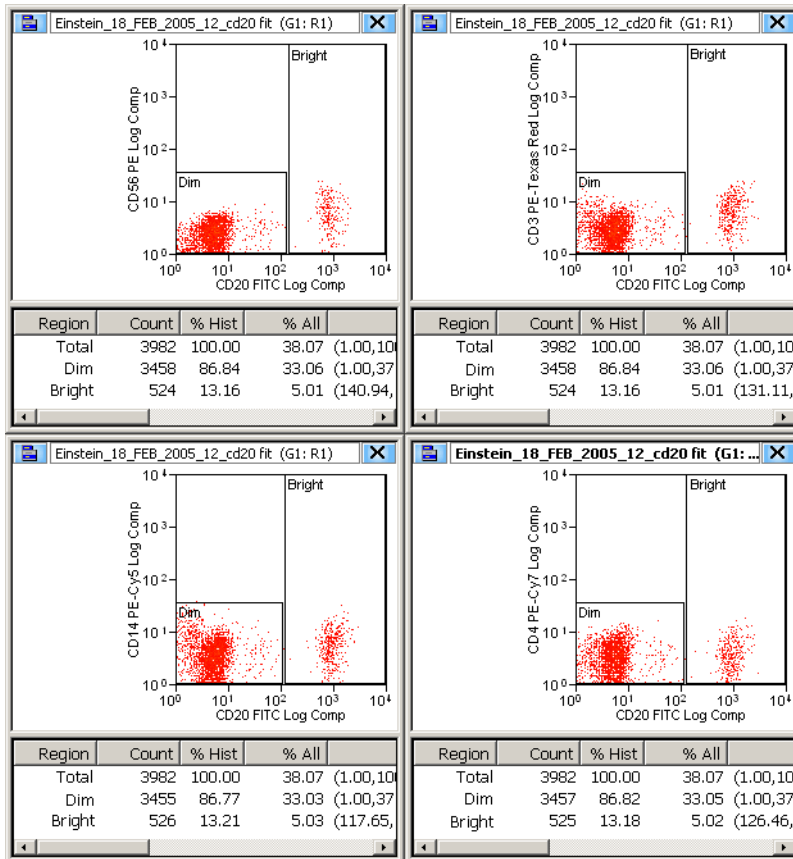 Einstein_18_FEB_2005_12_cd20 fit (G1: R1)
10⁴
10³
10²
10¹
10⁰
CD56 PE Log Comp
Bright
Dim
10⁰ 10¹ 10² 10³ 10⁴
CD20 FITC Log Comp
Region Count % Hist % All
Total 3982 100.00 38.07 (1.00,10
Dim 3458 86.84 33.06 (1.00,37
Bright 524 13.16 5.01 (140.94,
Einstein_18_FEB_2005_12_cd20 fit (G1: R1)
10⁴
10³
10²
10¹
10⁰
CD3 PE-Texas Red Log Comp
Bright
Dim
10⁰ 10¹ 10² 10³ 10⁴
CD20 FITC Log Comp
Region Count % Hist % All
Total 3982 100.00 38.07 (1.00,10
Dim 3458 86.84 33.06 (1.00,37
Bright 524 13.16 5.01 (131.11,
Einstein_18_FEB_2005_12_cd20 fit (G1: R1)
10⁴
10³
10²
10¹
10⁰
CD14 PE-Cy5 Log Comp
Bright
Dim
10⁰ 10¹ 10² 10³ 10⁴
CD20 FITC Log Comp
Region Count % Hist % All
Total 3982 100.00 38.07 (1.00,10
Dim 3455 86.77 33.03 (1.00,37
Bright 526 13.21 5.03 (117.65,
Einstein_18_FEB_2005_12_cd20 fit (G1: ...
10⁴
10³
10²
10¹
10⁰
CD4 PE-Cy7 Log Comp
Bright
Dim
10⁰ 10¹ 10² 10³ 10⁴
CD20 FITC Log Comp
Region Count % Hist % All
Total 3982 100.00 38.07 (1.00,10
Dim 3457 86.82 33.05 (1.00,37
Bright 525 13.18 5.02 (126.46,